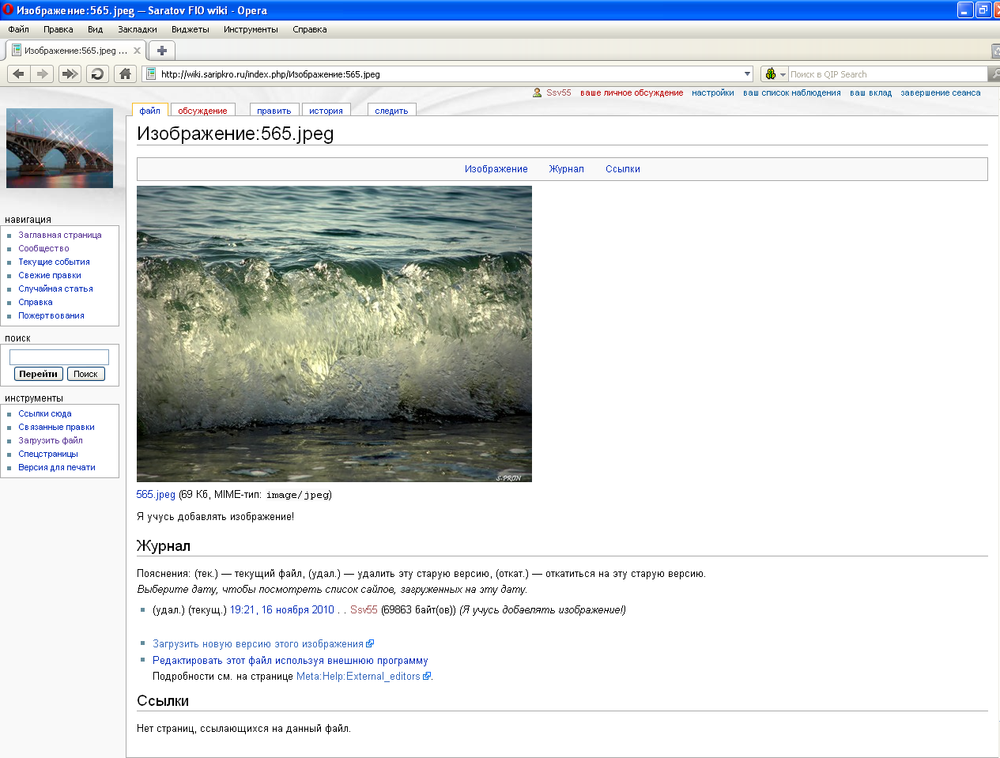 Изображение:565.jpeg — Saratov FIO wiki - Opera
Файл Правка Вид Закладки Виджеты Инструменты Справка
Изображение:565.jpeg ...
http://wiki.saripkro.ru/index.php/Изображение:565.jpeg
Поиск в QIP Search
Ssv55 ваше личное обсуждение настройки ваш список наблюдения ваш вклад завершение сеанса
файл обсуждение править история следить
Изображение:565.jpeg
Изображение Журнал Ссылки
навигация
Заглавная страница
Сообщество
Текущие события
Свежие правки
Случайная статья
Справка
Пожертвования
поиск
Перейти Поиск
инструменты
Ссылки сюда
Связанные правки
Загрузить файл
Спецстраницы
Версия для печати
S-PRON
565.jpeg (69 Кб, MIME-тип: image/jpeg)
Я учусь добавлять изображение!
Журнал
Пояснения: (тек.) — текущий файл, (удал.) — удалить эту старую версию, (откат.) — откатиться на эту старую версию.
Выберите дату, чтобы посмотреть список сайлов, загруженных на эту дату.
(удал.) (текущ.) 19:21, 16 ноября 2010 . . Ssv55 (69863 байт(ов)) (Я учусь добавлять изображение!)
Загрузить новую версию этого изображения
Редактировать этот файл используя внешнюю программу
Подробности см. на странице Meta:Help:External_editors.
Ссылки
Нет страниц, ссылающихся на данный файл.